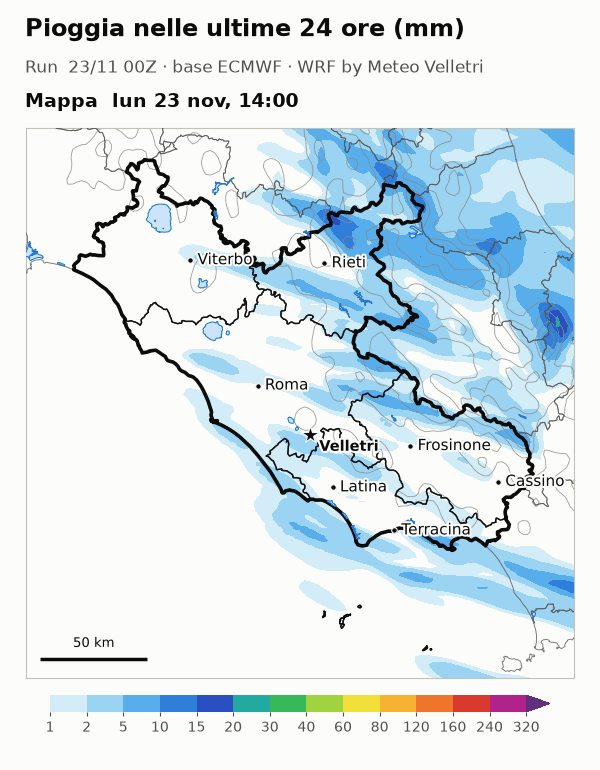 Pioggia nelle ultime 24 ore (mm)
Run 23/11 00Z · base ECMWF · WRF by Meteo Velletri
Mappa lun 23 nov, 14:00
Viterbo
Rieti
Roma
Velletri
Frosinone
Latina
Cassino
Terracina
50 km
1 2 5 10 15 20 30 40 60 80 120 160 240 320